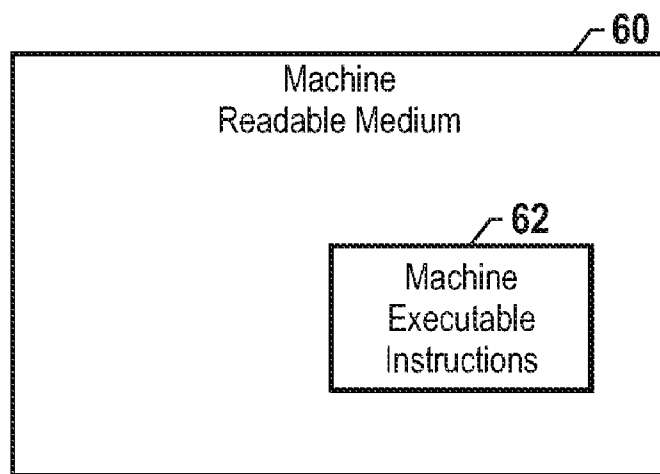 60
Machine
Readable Medium
62
Machine
Executable
Instructions